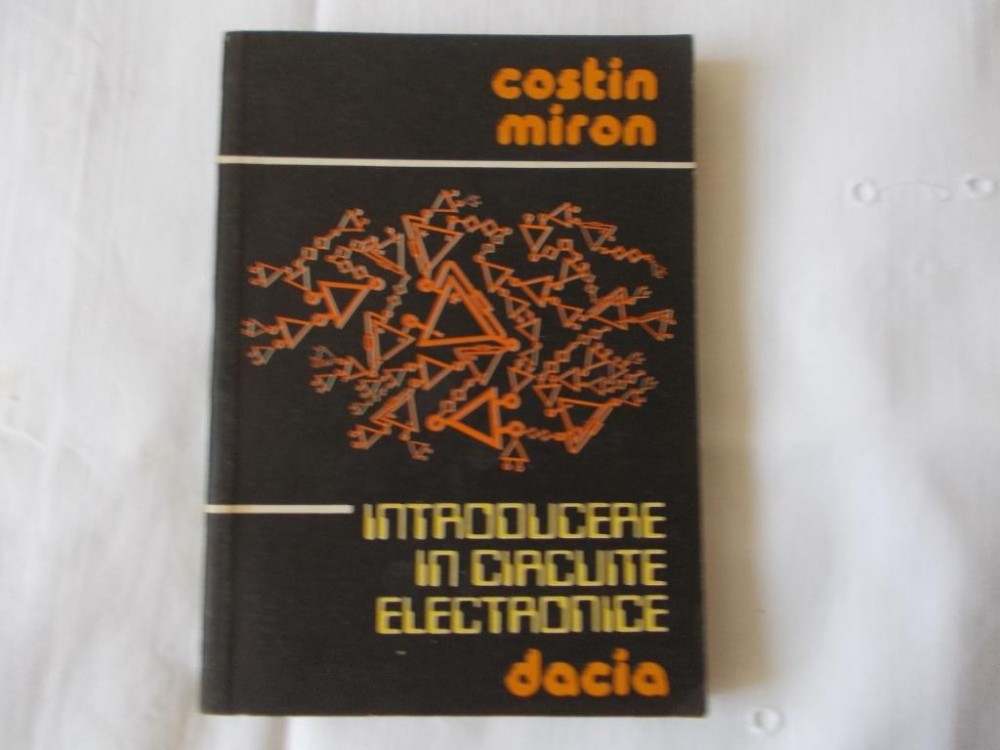 costin
miron
INTRODUCERE
IN CIRCUITE
ELECTRONICE
dacia